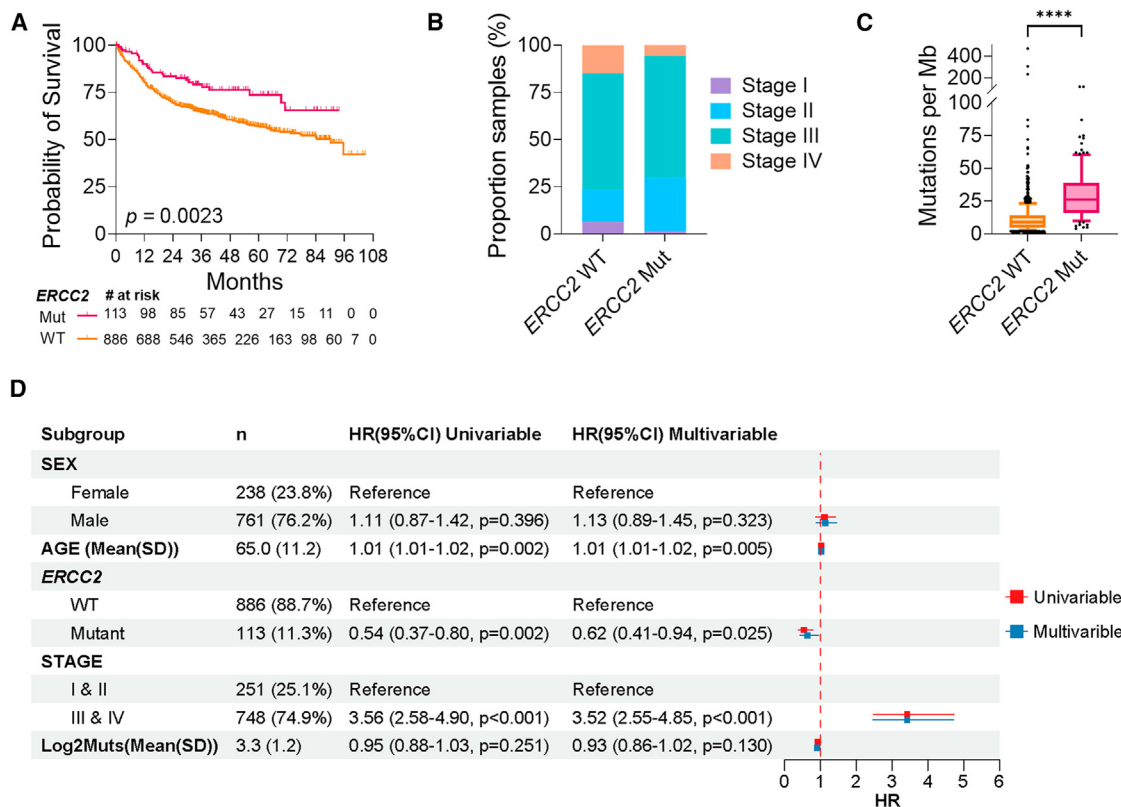 A
Probability of Survival
100
75
50
25
0
p = 0.0023
0 12 24 36 48 60 72 84 96 108
Months
ERCC2 # at risk
Mut 113 98 85 57 43 27 15 11 0 0
WT 886 688 546 365 226 163 98 60 7 0
B
Proportion samples (%)
100
75
50
25
0
ERCC2 WT
ERCC2 Mut
Stage I
Stage II
Stage III
Stage IV
C
Mutations per Mb
****
400
200
100
75
50
25
0
ERCC2 WT
ERCC2 Mut
D
Subgroup n HR(95%CI) Univariable HR(95%CI) Multivariable
SEX
Female 238 (23.8%) Reference Reference
Male 761 (76.2%) 1.11 (0.87-1.42, p=0.396) 1.13 (0.89-1.45, p=0.323)
AGE (Mean(SD)) 65.0 (11.2) 1.01 (1.01-1.02, p=0.002) 1.01 (1.01-1.02, p=0.005)
ERCC2
WT 886 (88.7%) Reference Reference
Mutant 113 (11.3%) 0.54 (0.37-0.80, p=0.002) 0.62 (0.41-0.94, p=0.025)
STAGE
I & II 251 (25.1%) Reference Reference
III & IV 748 (74.9%) 3.56 (2.58-4.90, p<0.001) 3.52 (2.55-4.85, p<0.001)
Log2Muts(Mean(SD)) 3.3 (1.2) 0.95 (0.88-1.03, p=0.251) 0.93 (0.86-1.02, p=0.130)
0 1 2 3 4 5 6
HR
Univariable
Multivarible